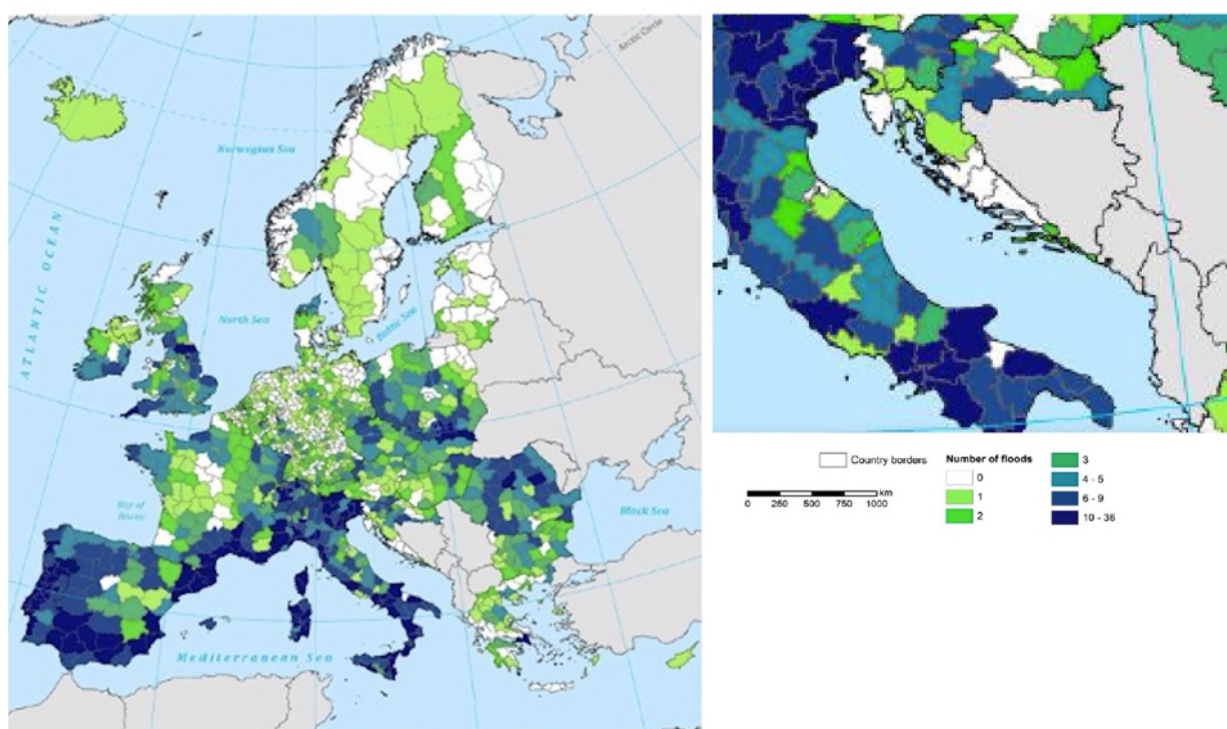 Arctic Circle
Norwegian Sea
ATLANTIC OCEAN
North Sea
Baltic Sea
Bay of
Biscay
Black Sea
Mediterranean Sea
Country borders
km
0 250 500 750 1000
Number of floods
0
1
2
3
4 - 5
6 - 9
10 - 36